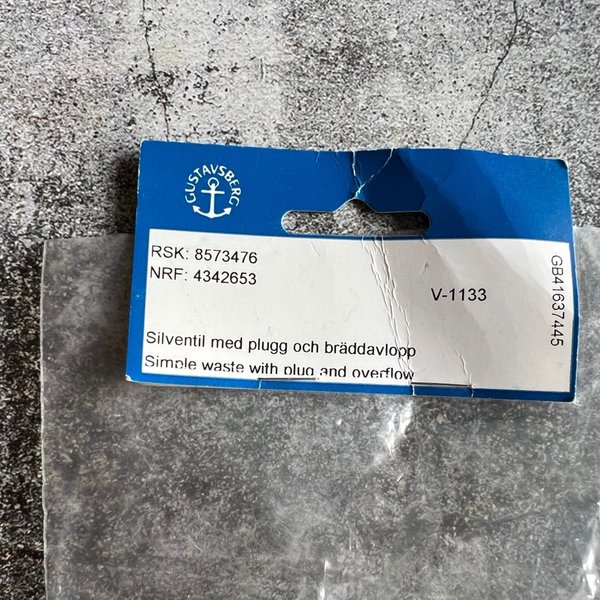 GUSTAVSBERG
RSK: 8573476
NRF: 4342653
V-1133
GB41637445
Silventil med plugg och bräddavlopp
Simple waste with plug and overflow